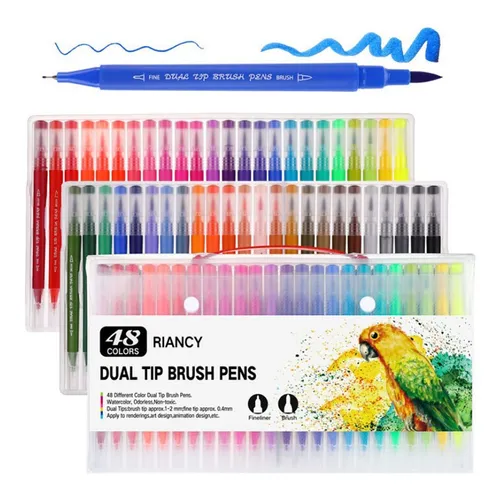 FINE DUAL TIP BRUSH PENS BRUSH
48
COLORS
RIANCY
DUAL TIP BRUSH PENS
48 Different Color Dual Tip Brush Pens.
Watercolor, Odorless,Non-toxic.
Dual Tips:brush tip approx.1-2 mm;fine tip approx. 0.4mm
Apply to renderings,art design,animation design,etc.
Fineliner
Brush